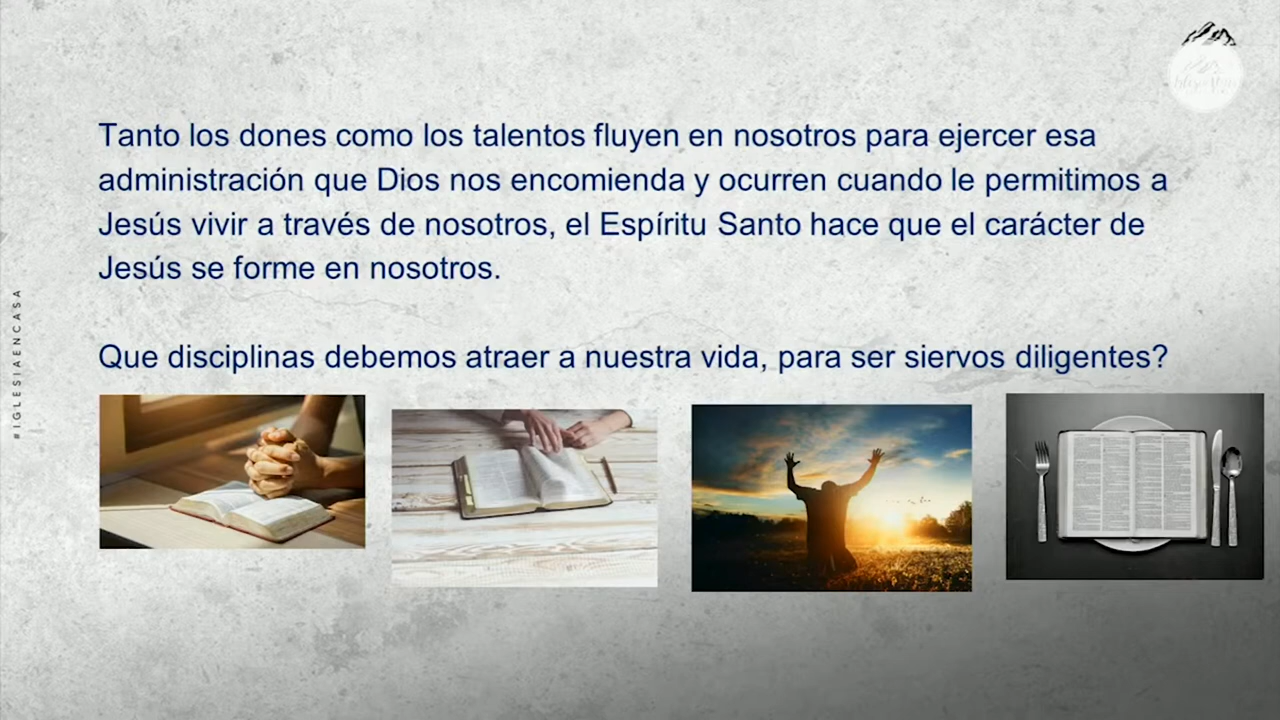 Tanto los dones como los talentos fluyen en nosotros para ejercer esa
administración que Dios nos encomienda y ocurren cuando le permitimos a
Jesús vivir a través de nosotros, el Espíritu Santo hace que el carácter de
Jesús se forme en nosotros.
Que disciplinas debemos atraer a nuestra vida, para ser siervos diligentes?
#IGLESIAENCASA